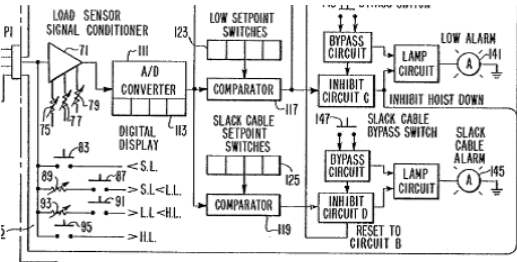 LOAD SENSOR
SIGNAL CONDITIONER
P1
71
111
A/D
CONVERTER
75
77
79
113
DIGITAL
DISPLAY
83
< S.L.
89
87
> S.L.<L.L.
93
91
> L.L.<H.L.
95
> H.L.
LOW SETPOINT
SWITCHES
123
COMPARATOR
117
SLACK CABLE
SETPOINT
SWITCHES
125
COMPARATOR
119
BYPASS
CIRCUIT
INHIBIT
CIRCUIT C
LAMP
CIRCUIT
LOW ALARM
A
141
INHIBIT HOIST DOWN
147
SLACK CABLE
BYPASS SWITCH
BYPASS
CIRCUIT
INHIBIT
CIRCUIT D
LAMP
CIRCUIT
SLACK
CABLE
ALARM
A
145
RESET TO
CIRCUIT B